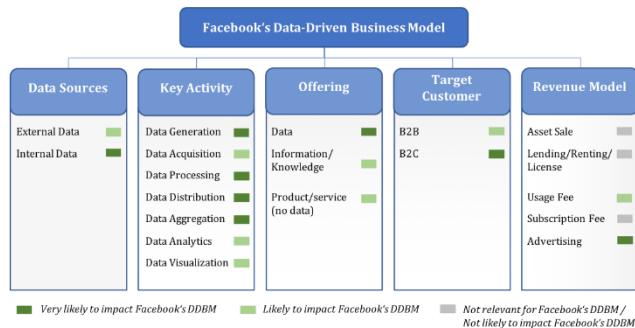 Facebook's Data-Driven Business Model
Data Sources
External Data
Internal Data
Key Activity
Data Generation
Data Acquisition
Data Processing
Data Distribution
Data Aggregation
Data Analytics
Data Visualization
Offering
Data
Information/
Knowledge
Product/service
(no data)
Target
Customer
B2B
B2C
Revenue Model
Asset Sale
Lending/Renting/
License
Usage Fee
Subscription Fee
Advertising
Very likely to impact Facebook's DDBM
Likely to impact Facebook's DDBM
Not relevant for Facebook's DDBM /
Not likely to impact Facebook's DDBM